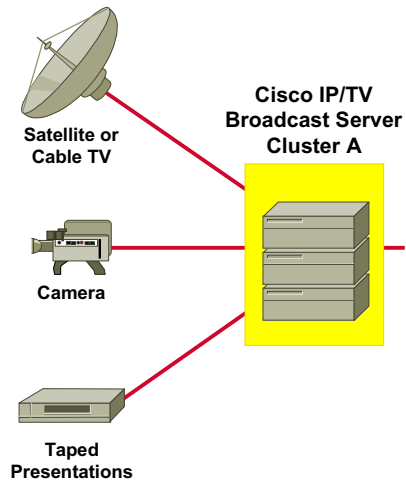 Satellite or
Cable TV
Cisco IP/TV
Broadcast Server
Cluster A
Camera
Taped
Presentations